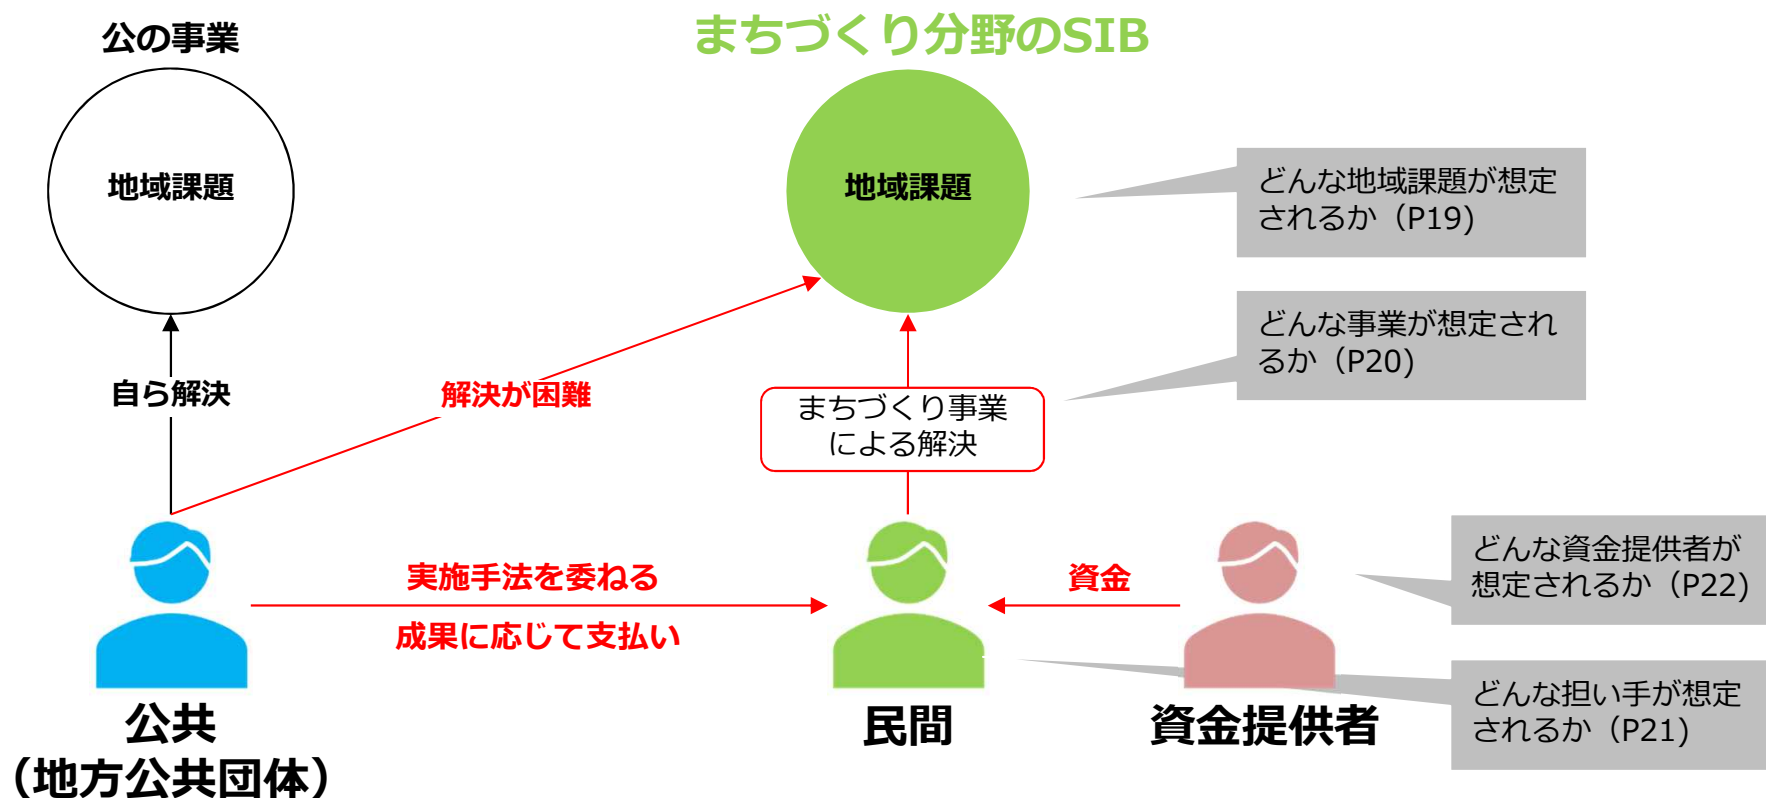 公の事業
まちづくり分野のSIB
地域課題
地域課題
どんな地域課題が想定
されるか（P19)
どんな事業が想定され
るか（P20)
自ら解決
解決が困難
まちづくり事業
による解決
実施手法を委ねる
成果に応じて支払い
資金
どんな資金提供者が
想定されるか（P22)
どんな担い手が想定
されるか（P21)
公共
（地方公共団体）
民間
資金提供者